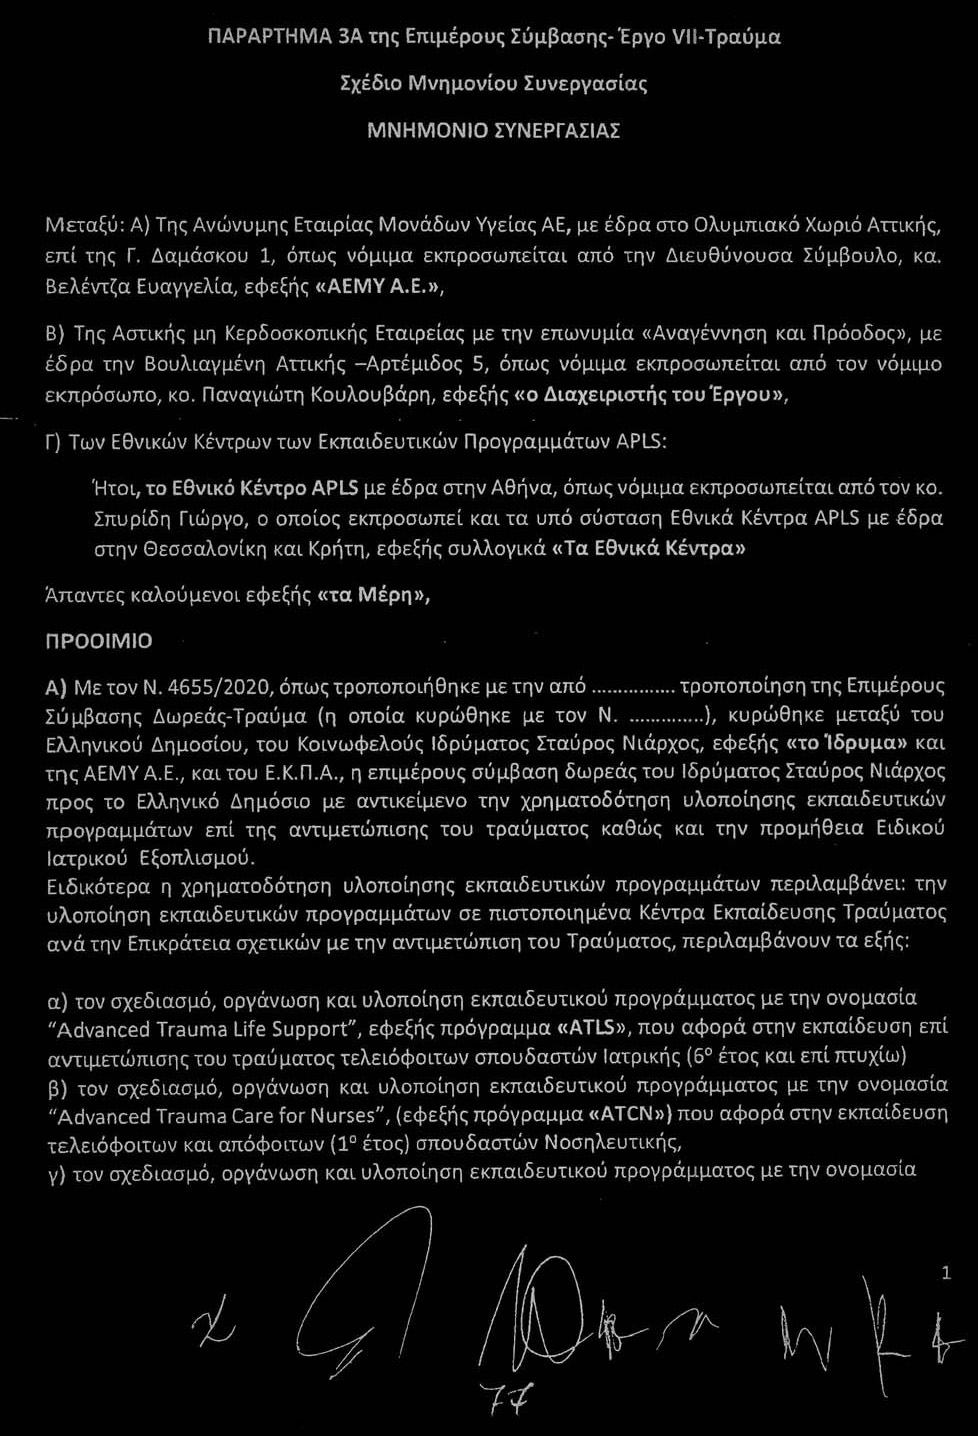 ΠΑΡΑΡΤΗΜΑ 3Α της Επιμέρους Σύμβασης- Έργο VII-Τραύμα
Σχέδιο Μνημονίου Συνεργασίας
ΜΝΗΜΟΝΙΟ ΣΥΝΕΡΓΑΣΙΑΣ
Μεταξύ: Α) Της Ανώνυμης Εταιρίας Μονάδων Υγείας ΑΕ, με έδρα στο Ολυμπιακό Χωριό Αττικής,
επί της Γ. Δαμάσκου 1, όπως νόμιμα εκπροσωπείται από την Διευθύνουσα Σύμβουλο, κα.
Βελέντζα Ευαγγελία, εφεξής «ΑΕΜΥ Α.Ε.»,
Β) Της Αστικής μη Κερδοσκοπικής Εταιρείας με την επωνυμία «Αναγέννηση και Πρόοδος», με
έδρα την Βουλιαγμένη Αττικής –Αρτέμιδος 5, όπως νόμιμα εκπροσωπείται από τον νόμιμο
εκπρόσωπο, κο. Παναγιώτη Κουλουβάρη, εφεξής «ο Διαχειριστής του Έργου»,
Γ) Των Εθνικών Κέντρων των Εκπαιδευτικών Προγραμμάτων APLS:
Ήτοι, το Εθνικό Κέντρο APLS με έδρα στην Αθήνα, όπως νόμιμα εκπροσωπείται από τον κο.
Σπυρίδη Γιώργο, ο οποίος εκπροσωπεί και τα υπό σύσταση Εθνικά Κέντρα APLS με έδρα
στην Θεσσαλονίκη και Κρήτη, εφεξής συλλογικά «Τα Εθνικά Κέντρα»
Άπαντες καλούμενοι εφεξής «τα Μέρη»,
ΠΡΟΟΙΜΙΟ
Α) Με τον Ν. 4655/2020, όπως τροποποιήθηκε με την από ............... τροποποίηση της Επιμέρους
Σύμβασης Δωρεάς-Τραύμα (η οποία κυρώθηκε με τον Ν. ..............), κυρώθηκε μεταξύ του
Ελληνικού Δημοσίου, του Κοινωφελούς Ιδρύματος Σταύρος Νιάρχος, εφεξής «το Ίδρυμα» και
της ΑΕΜΥ Α.Ε., και του Ε.Κ.Π.Α., η επιμέρους σύμβαση δωρεάς του Ιδρύματος Σταύρος Νιάρχος
προς το Ελληνικό Δημόσιο με αντικείμενο την χρηματοδότηση υλοποίησης εκπαιδευτικών
προγραμμάτων επί της αντιμετώπισης του τραύματος καθώς και την προμήθεια Ειδικού
Ιατρικού Εξοπλισμού.
Ειδικότερα η χρηματοδότηση υλοποίησης εκπαιδευτικών προγραμμάτων περιλαμβάνει: την
υλοποίηση εκπαιδευτικών προγραμμάτων σε πιστοποιημένα Κέντρα Εκπαίδευσης Τραύματος
ανά την Επικράτεια σχετικών με την αντιμετώπιση του Τραύματος, περιλαμβάνουν τα εξής:
α) τον σχεδιασμό, οργάνωση και υλοποίηση εκπαιδευτικού προγράμματος με την ονομασία
"Advanced Trauma Life Support", εφεξής πρόγραμμα «ATLS», που αφορά στην εκπαίδευση επί
αντιμετώπισης του τραύματος τελειόφοιτων σπουδαστών Ιατρικής (6° έτος και επί πτυχίω)
β) τον σχεδιασμό, οργάνωση και υλοποίηση εκπαιδευτικού προγράμματος με την ονομασία
"Advanced Trauma Care for Nurses", (εφεξής πρόγραμμα «ATCN») που αφορά στην εκπαίδευση
τελειόφοιτων και απόφοιτων (1° έτος) σπουδαστών Νοσηλευτικής,
γ) τον σχεδιασμό, οργάνωση και υλοποίηση εκπαιδευτικού προγράμματος με την ονομασία
1
77